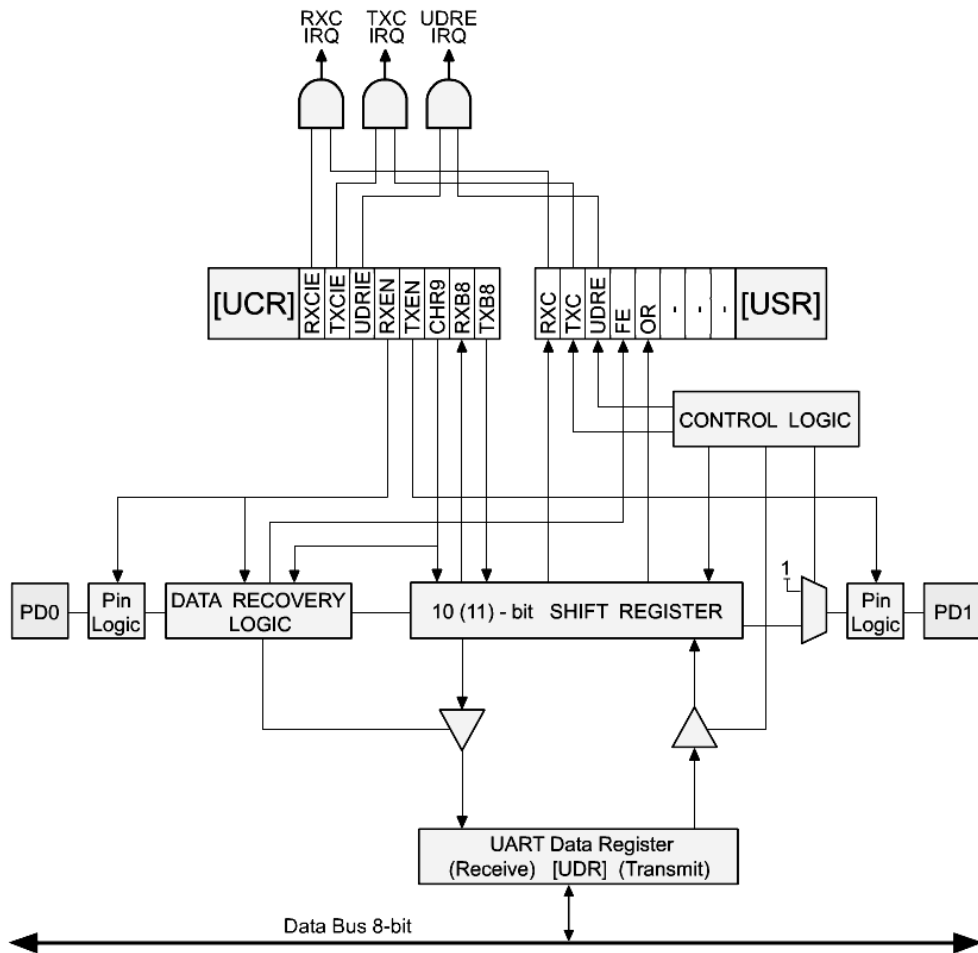 RXC
IRQ
TXC
IRQ
UDRE
IRQ
[UCR]
RXCIE
TXCIE
UDRIE
RXEN
TXEN
CHR9
RXB8
TXB8
RXC
TXC
UDRE
FE
OR
-
-
-
[USR]
CONTROL LOGIC
PD0
Pin
Logic
DATA RECOVERY
LOGIC
10 (11) - bit SHIFT REGISTER
1
Pin
Logic
PD1
UART Data Register
(Receive) [UDR] (Transmit)
Data Bus 8-bit